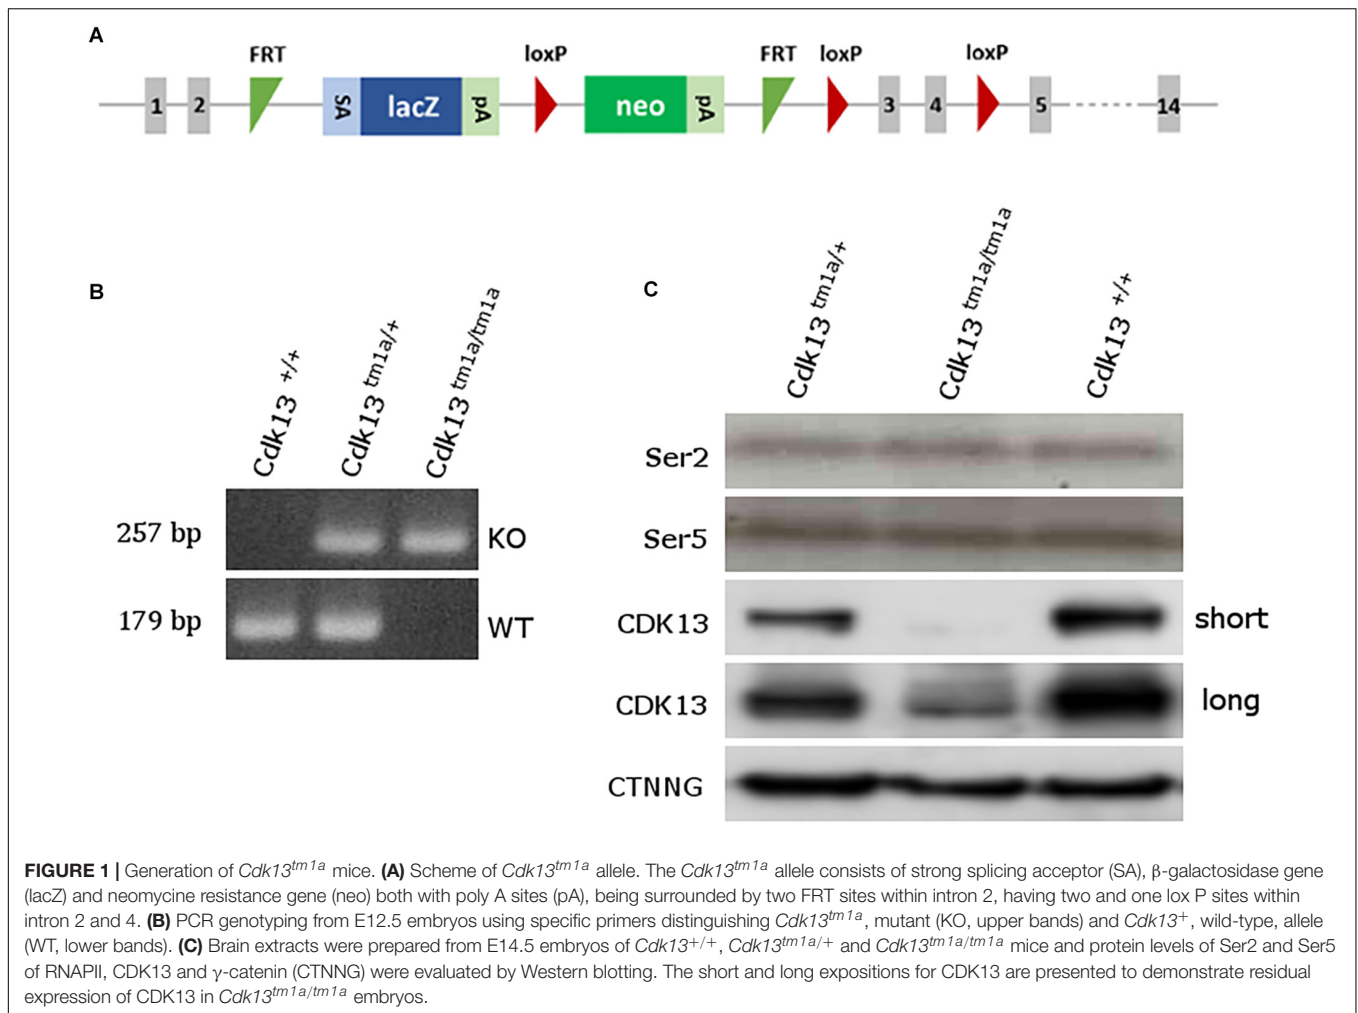 A
FRT loxP FRT loxP loxP
1 2 SA lacZ pA neo pA 3 4 5 14
B
Cdk13 +/+ Cdk13 tm1a/+ Cdk13 tm1a/tm1a
257 bp KO
179 bp WT
C
Cdk13 tm1a/+ Cdk13 tm1a/tm1a Cdk13 +/+
Ser2
Ser5
CDK13 short
CDK13 long
CTNNG
FIGURE 1 | Generation of Cdk13tm1a mice. (A) Scheme of Cdk13tm1a allele. The Cdk13tm1a allele consists of strong splicing acceptor (SA), β-galactosidase gene
(lacZ) and neomycine resistance gene (neo) both with poly A sites (pA), being surrounded by two FRT sites within intron 2, having two and one lox P sites within
intron 2 and 4. (B) PCR genotyping from E12.5 embryos using specific primers distinguishing Cdk13tm1a, mutant (KO, upper bands) and Cdk13+, wild-type, allele
(WT, lower bands). (C) Brain extracts were prepared from E14.5 embryos of Cdk13+/+, Cdk13tm1a/+ and Cdk13tm1a/tm1a mice and protein levels of Ser2 and Ser5
of RNAPII, CDK13 and γ-catenin (CTNNG) were evaluated by Western blotting. The short and long expositions for CDK13 are presented to demonstrate residual
expression of CDK13 in Cdk13tm1a/tm1a embryos.